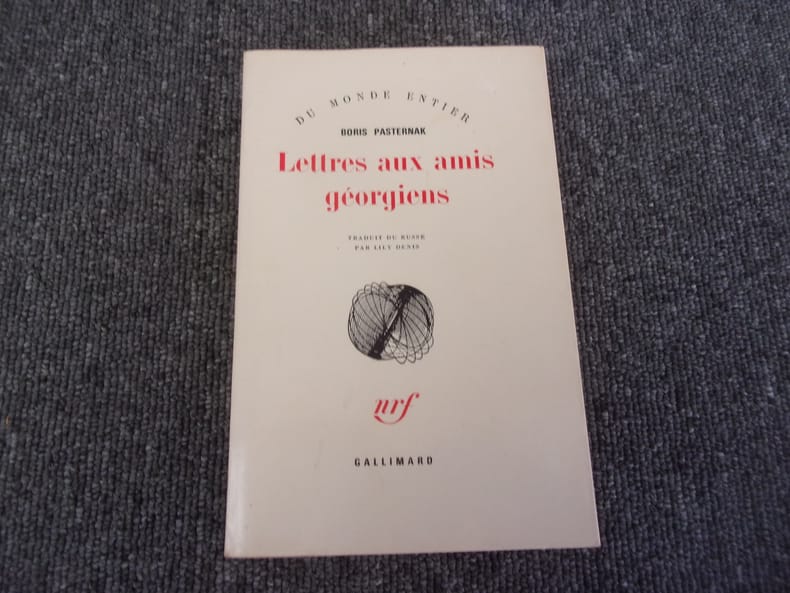 DU MONDE ENTIER
BORIS PASTERNAK
Lettres aux amis
géorgiens
TRADUIT DU RUSSE
PAR LILY DENIS
nrf
GALLIMARD